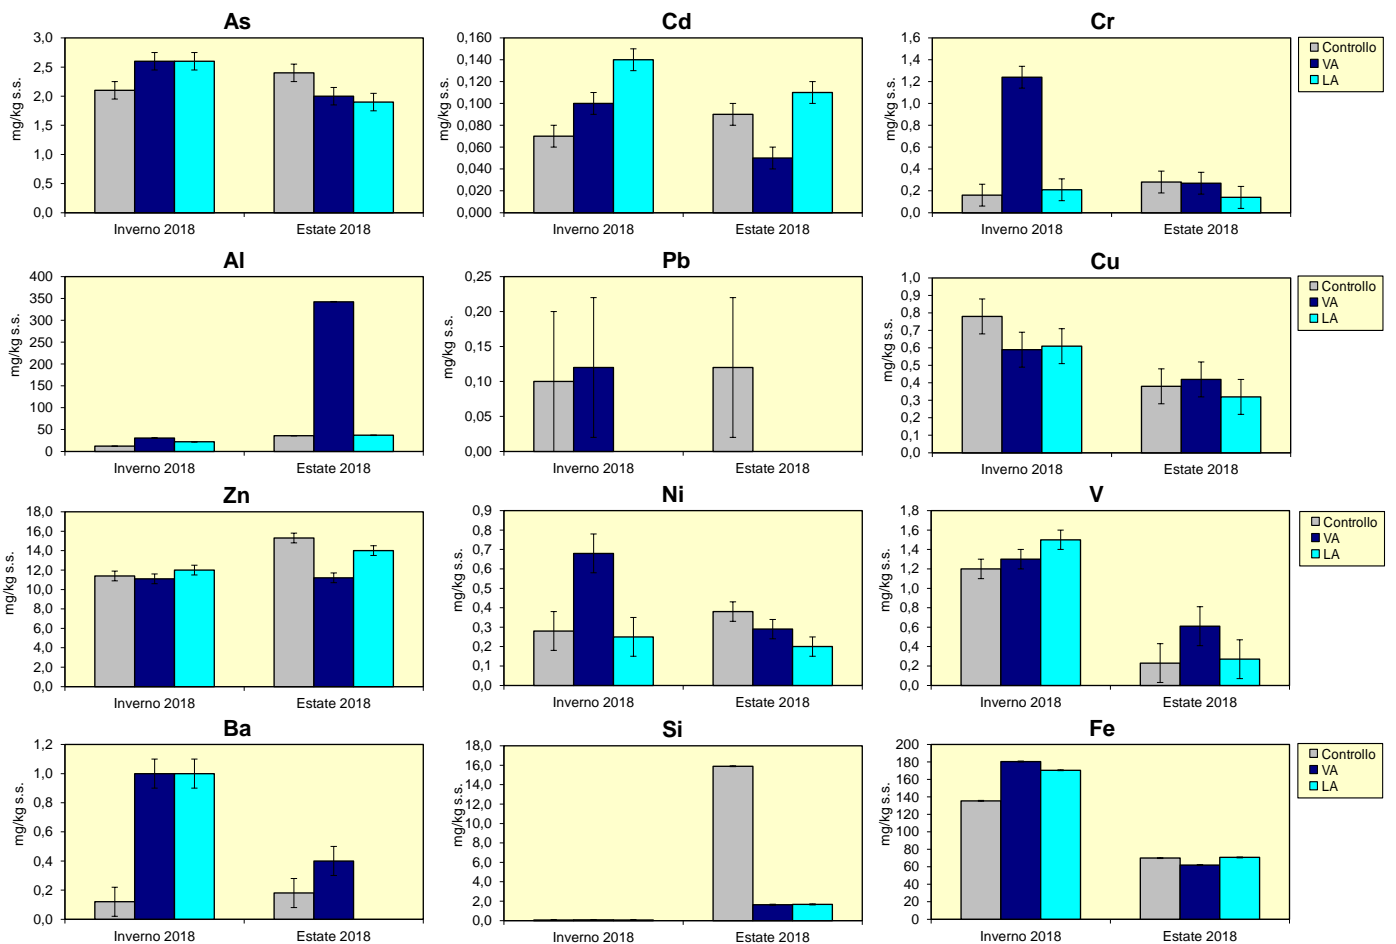 As
mg/kg s.s.
3,0
2,5
2,0
1,5
1,0
0,5
0,0
Inverno 2018 Estate 2018
Cd
0,160
0,140
0,120
0,100
0,080
0,060
0,040
0,020
0,000
Inverno 2018 Estate 2018
Cr
mg/kg s.s.
1,6
1,4
1,2
1,0
0,8
0,6
0,4
0,2
0,0
Inverno 2018 Estate 2018
Controllo
VA
LA
Al
mg/kg s.s.
400
350
300
250
200
150
100
50
0
Inverno 2018 Estate 2018
Pb
mg/kg s.s.
0,25
0,20
0,15
0,10
0,05
0,00
Inverno 2018 Estate 2018
Cu
mg/kg s.s.
1,0
0,9
0,8
0,7
0,6
0,5
0,4
0,3
0,2
0,1
0,0
Inverno 2018 Estate 2018
Controllo
VA
LA
Zn
mg/kg s.s.
18,0
16,0
14,0
12,0
10,0
8,0
6,0
4,0
2,0
0,0
Inverno 2018 Estate 2018
Ni
mg/kg s.s.
0,9
0,8
0,7
0,6
0,5
0,4
0,3
0,2
0,1
0,0
Inverno 2018 Estate 2018
V
mg/kg s.s.
1,8
1,6
1,4
1,2
1,0
0,8
0,6
0,4
0,2
0,0
Inverno 2018 Estate 2018
Controllo
VA
LA
Ba
mg/kg s.s.
1,2
1,0
0,8
0,6
0,4
0,2
0,0
Inverno 2018 Estate 2018
Si
mg/kg s.s.
18,0
16,0
14,0
12,0
10,0
8,0
6,0
4,0
2,0
0,0
Inverno 2018 Estate 2018
Fe
mg/kg s.s.
200
180
160
140
120
100
80
60
40
20
0
Inverno 2018 Estate 2018
Controllo
VA
LA